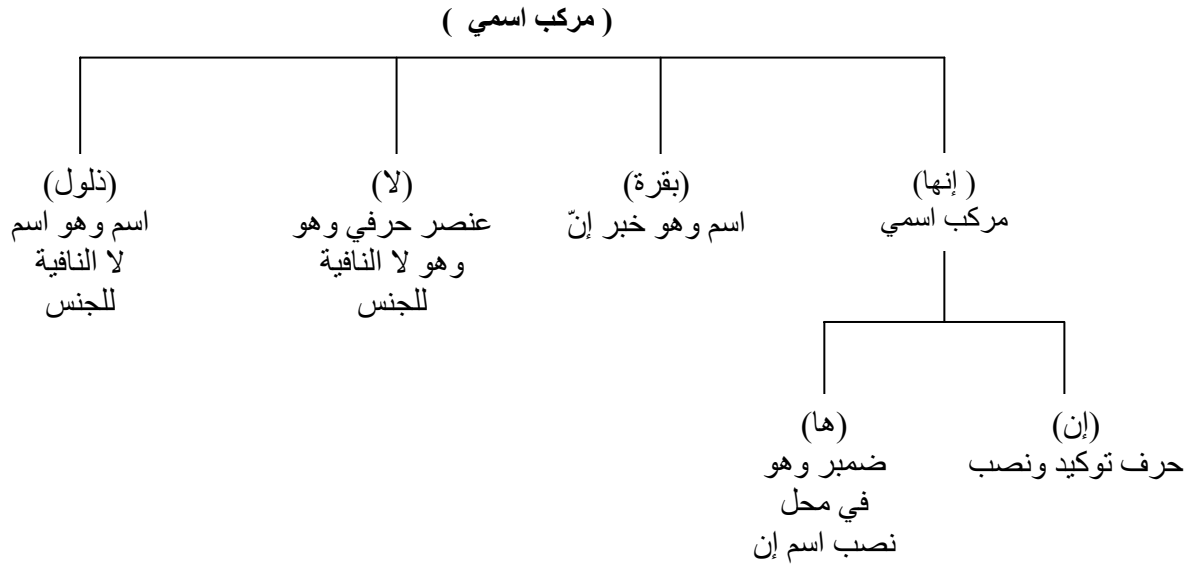 ( مركب اسمي )
( إنها)
مركب اسمي
(بقرة)
اسم وهو خبر إنّ
(لا)
عنصر حرفي وهو
وهو لا النافية
للجنس
(ذلول)
اسم وهو اسم
لا النافية
للجنس
(إن)
حرف توكيد ونصب
(ها)
ضمبر وهو
في محل
نصب اسم إن